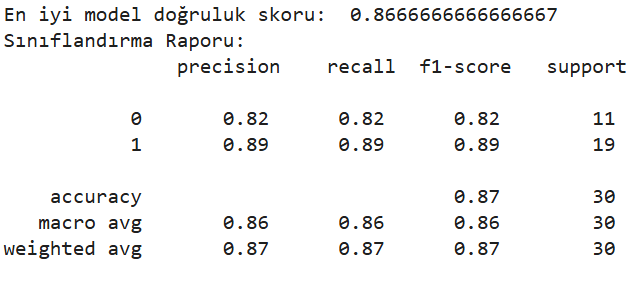 En iyi model doğruluk skoru:  0.8666666666666667
Sınıflandırma Raporu:
              precision    recall  f1-score   support

           0       0.82      0.82      0.82        11
           1       0.89      0.89      0.89        19

    accuracy                           0.87        30
   macro avg       0.86      0.86      0.86        30
weighted avg       0.87      0.87      0.87        30